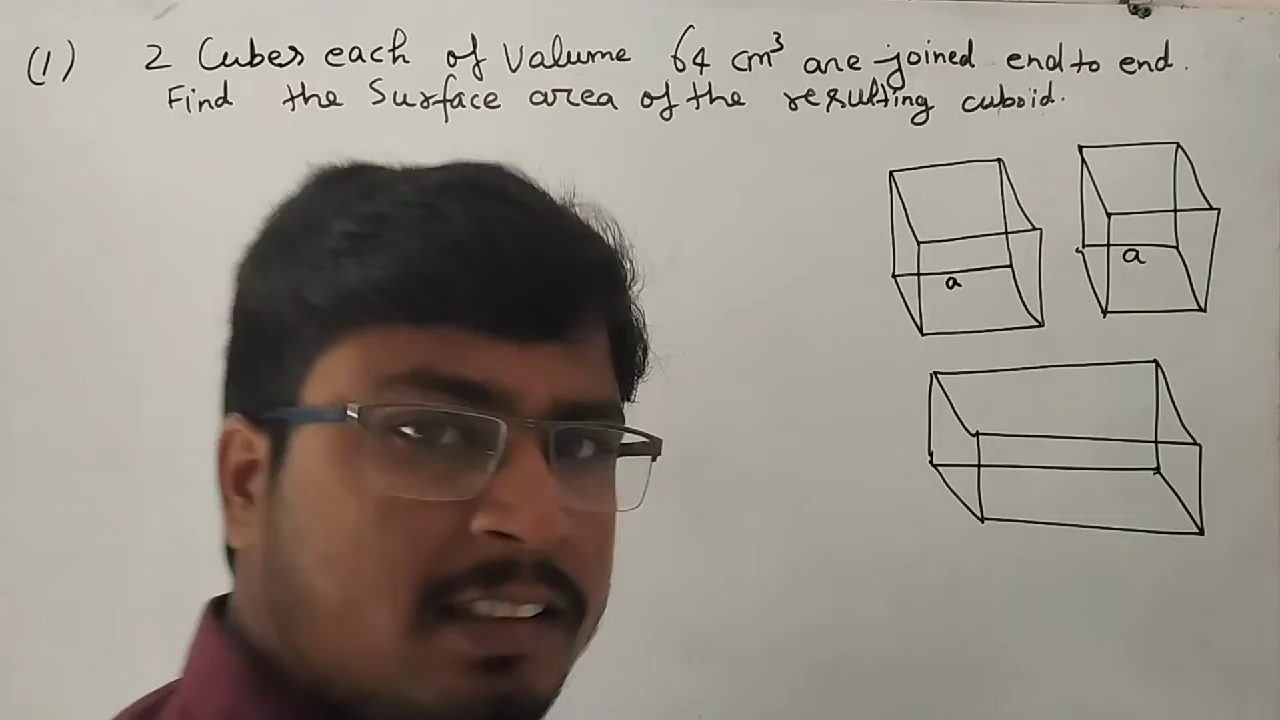 (1) 2 Cubes each of Valume 64 cm³ are joined end to end.
Find the Surface area of the resulting cuboid.
a
a